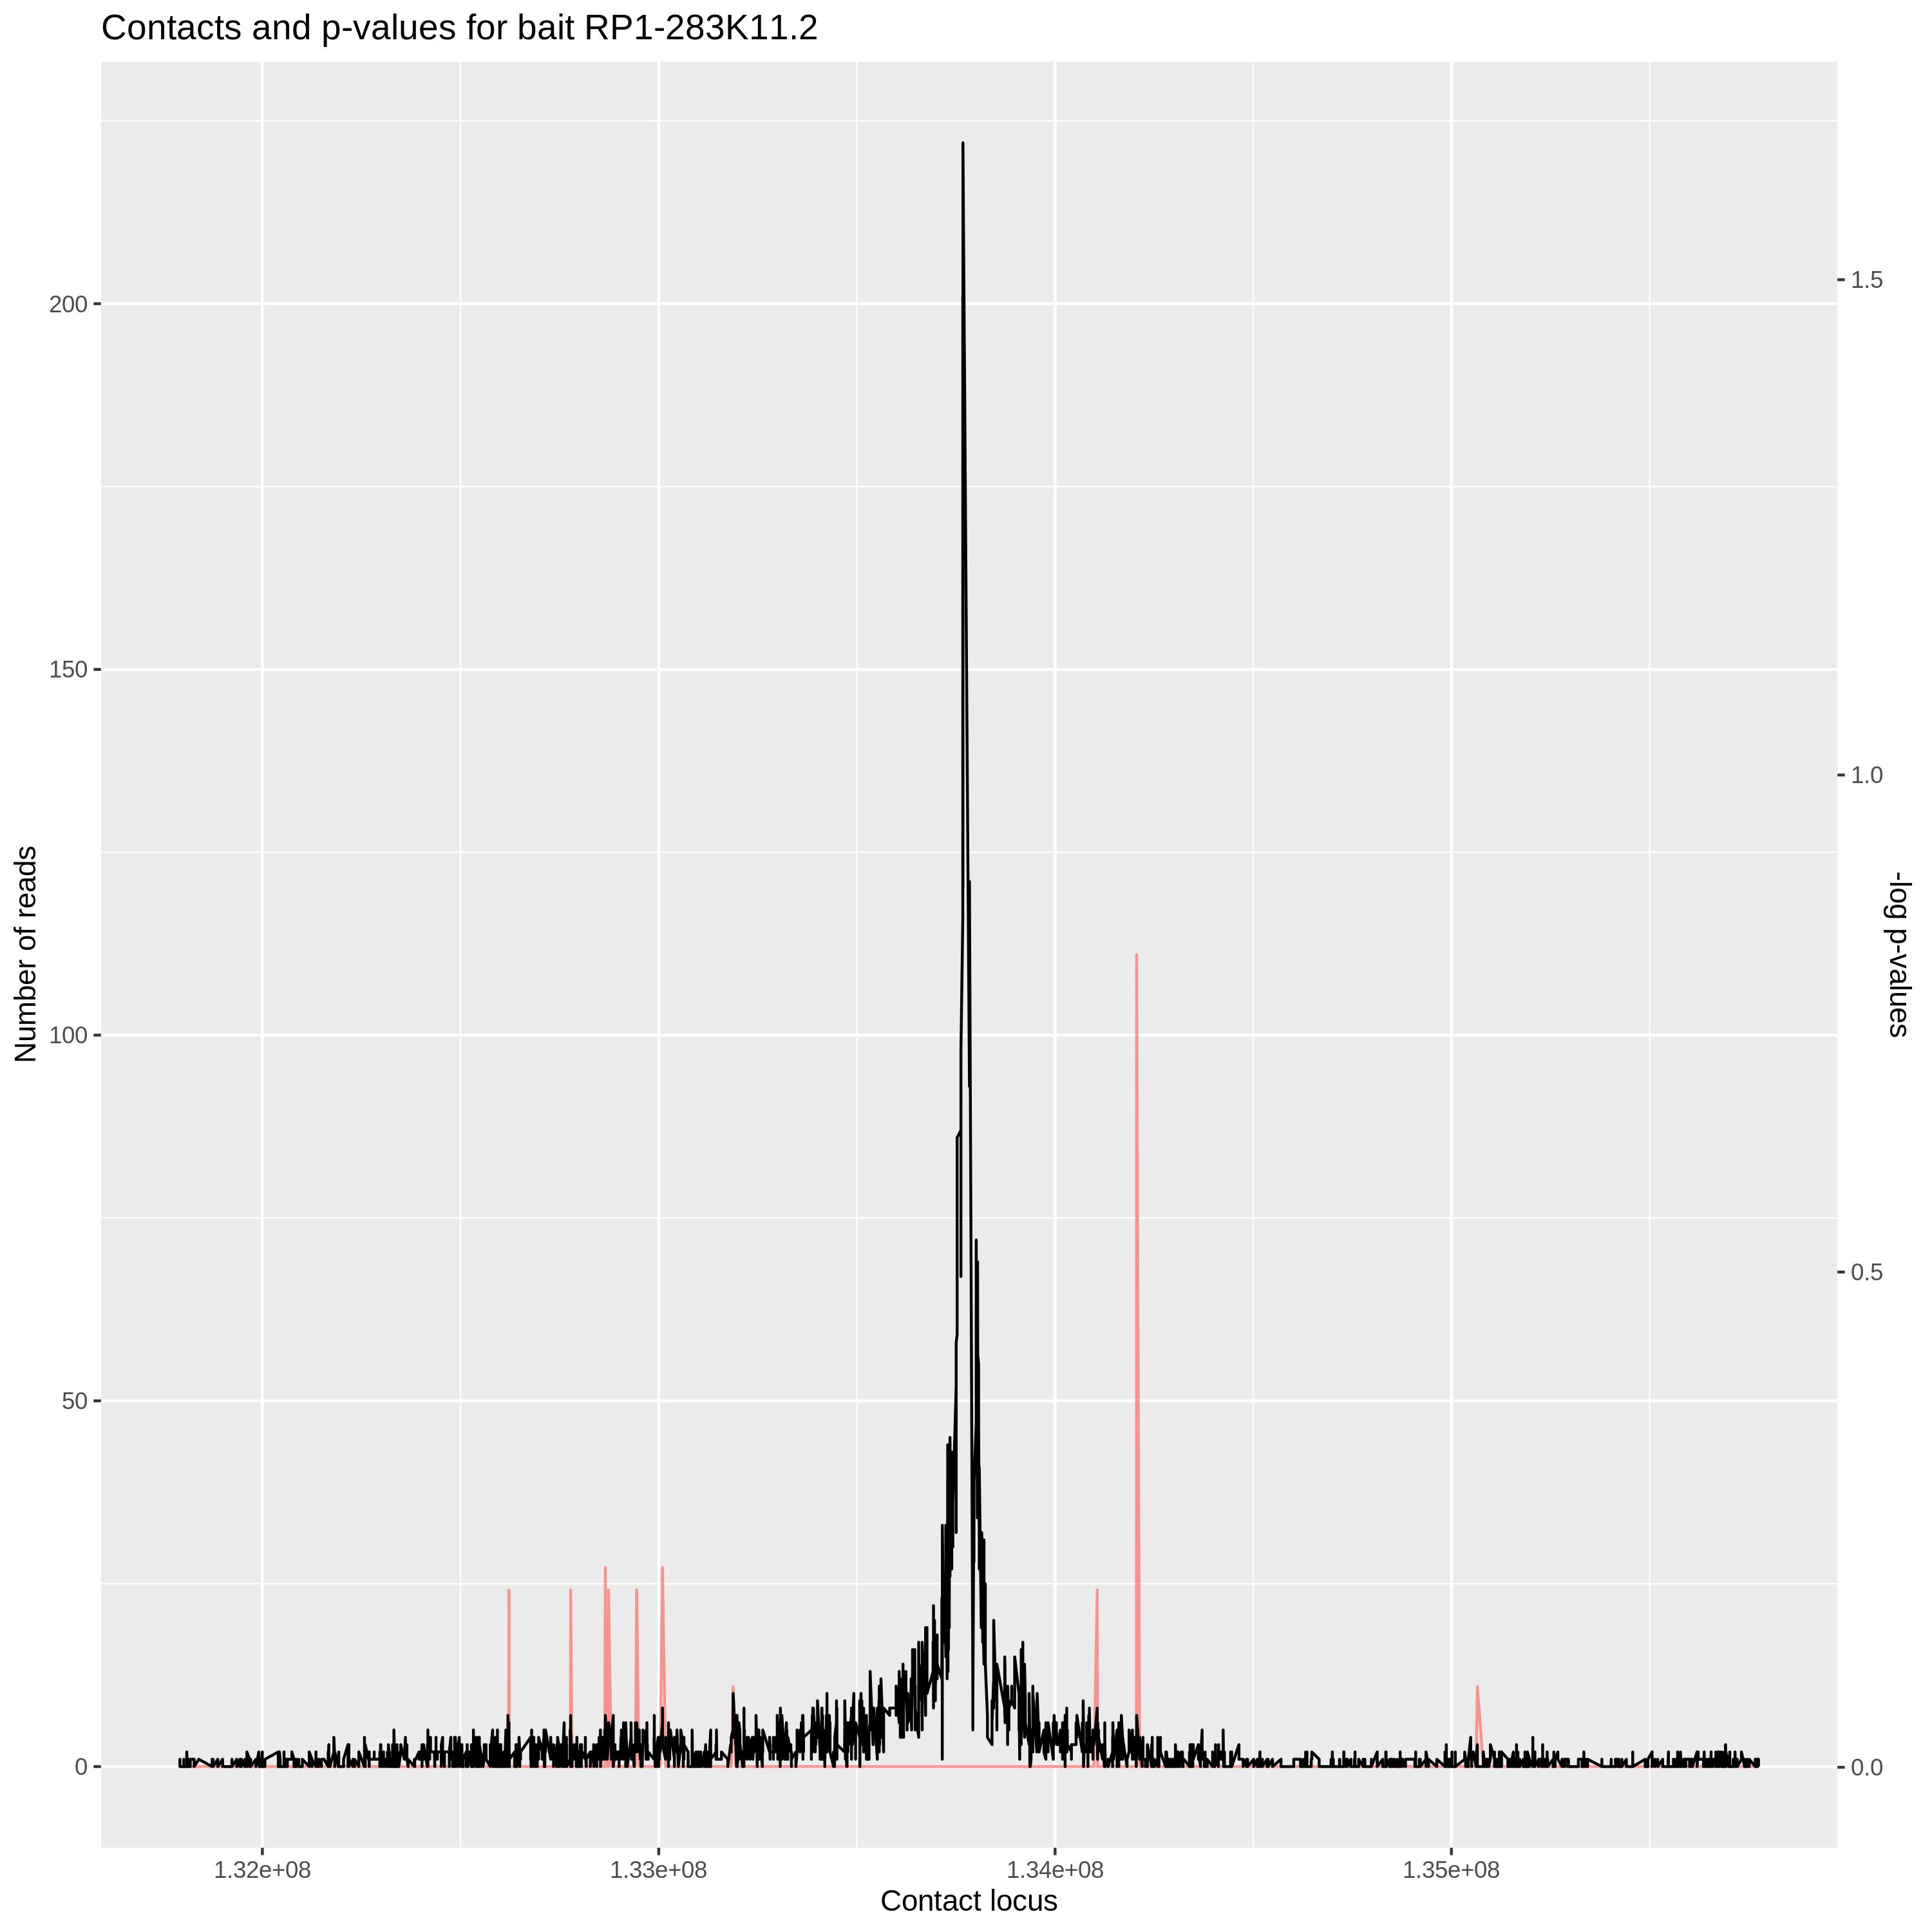 Contacts and p-values for bait RP1-283K11.2
200
150
100
50
0
Number of reads
1.5
1.0
0.5
0.0
-log p-values
1.32e+08
1.33e+08
1.34e+08
1.35e+08
Contact locus